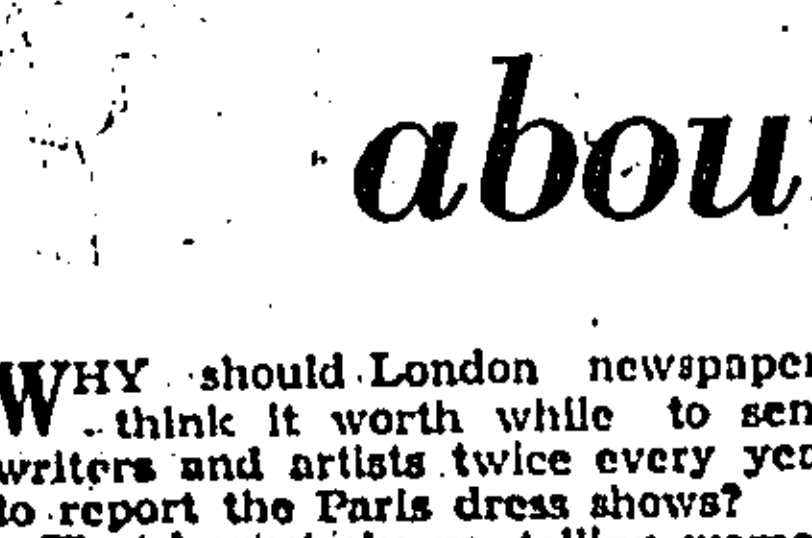 abou
WHY should London newspaper
think it worth while to sen
writers and artists twice every yea
to report the Paris dress shows?